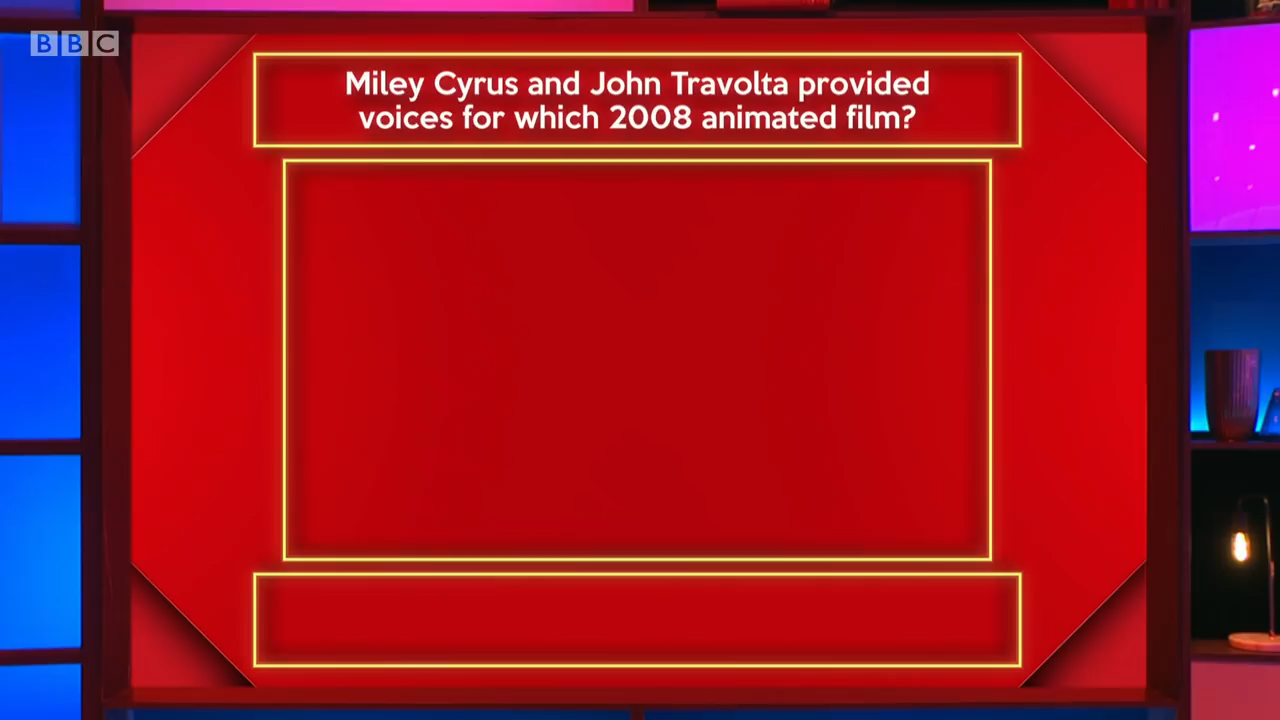 BBC
Miley Cyrus and John Travolta provided
voices for which 2008 animated film?